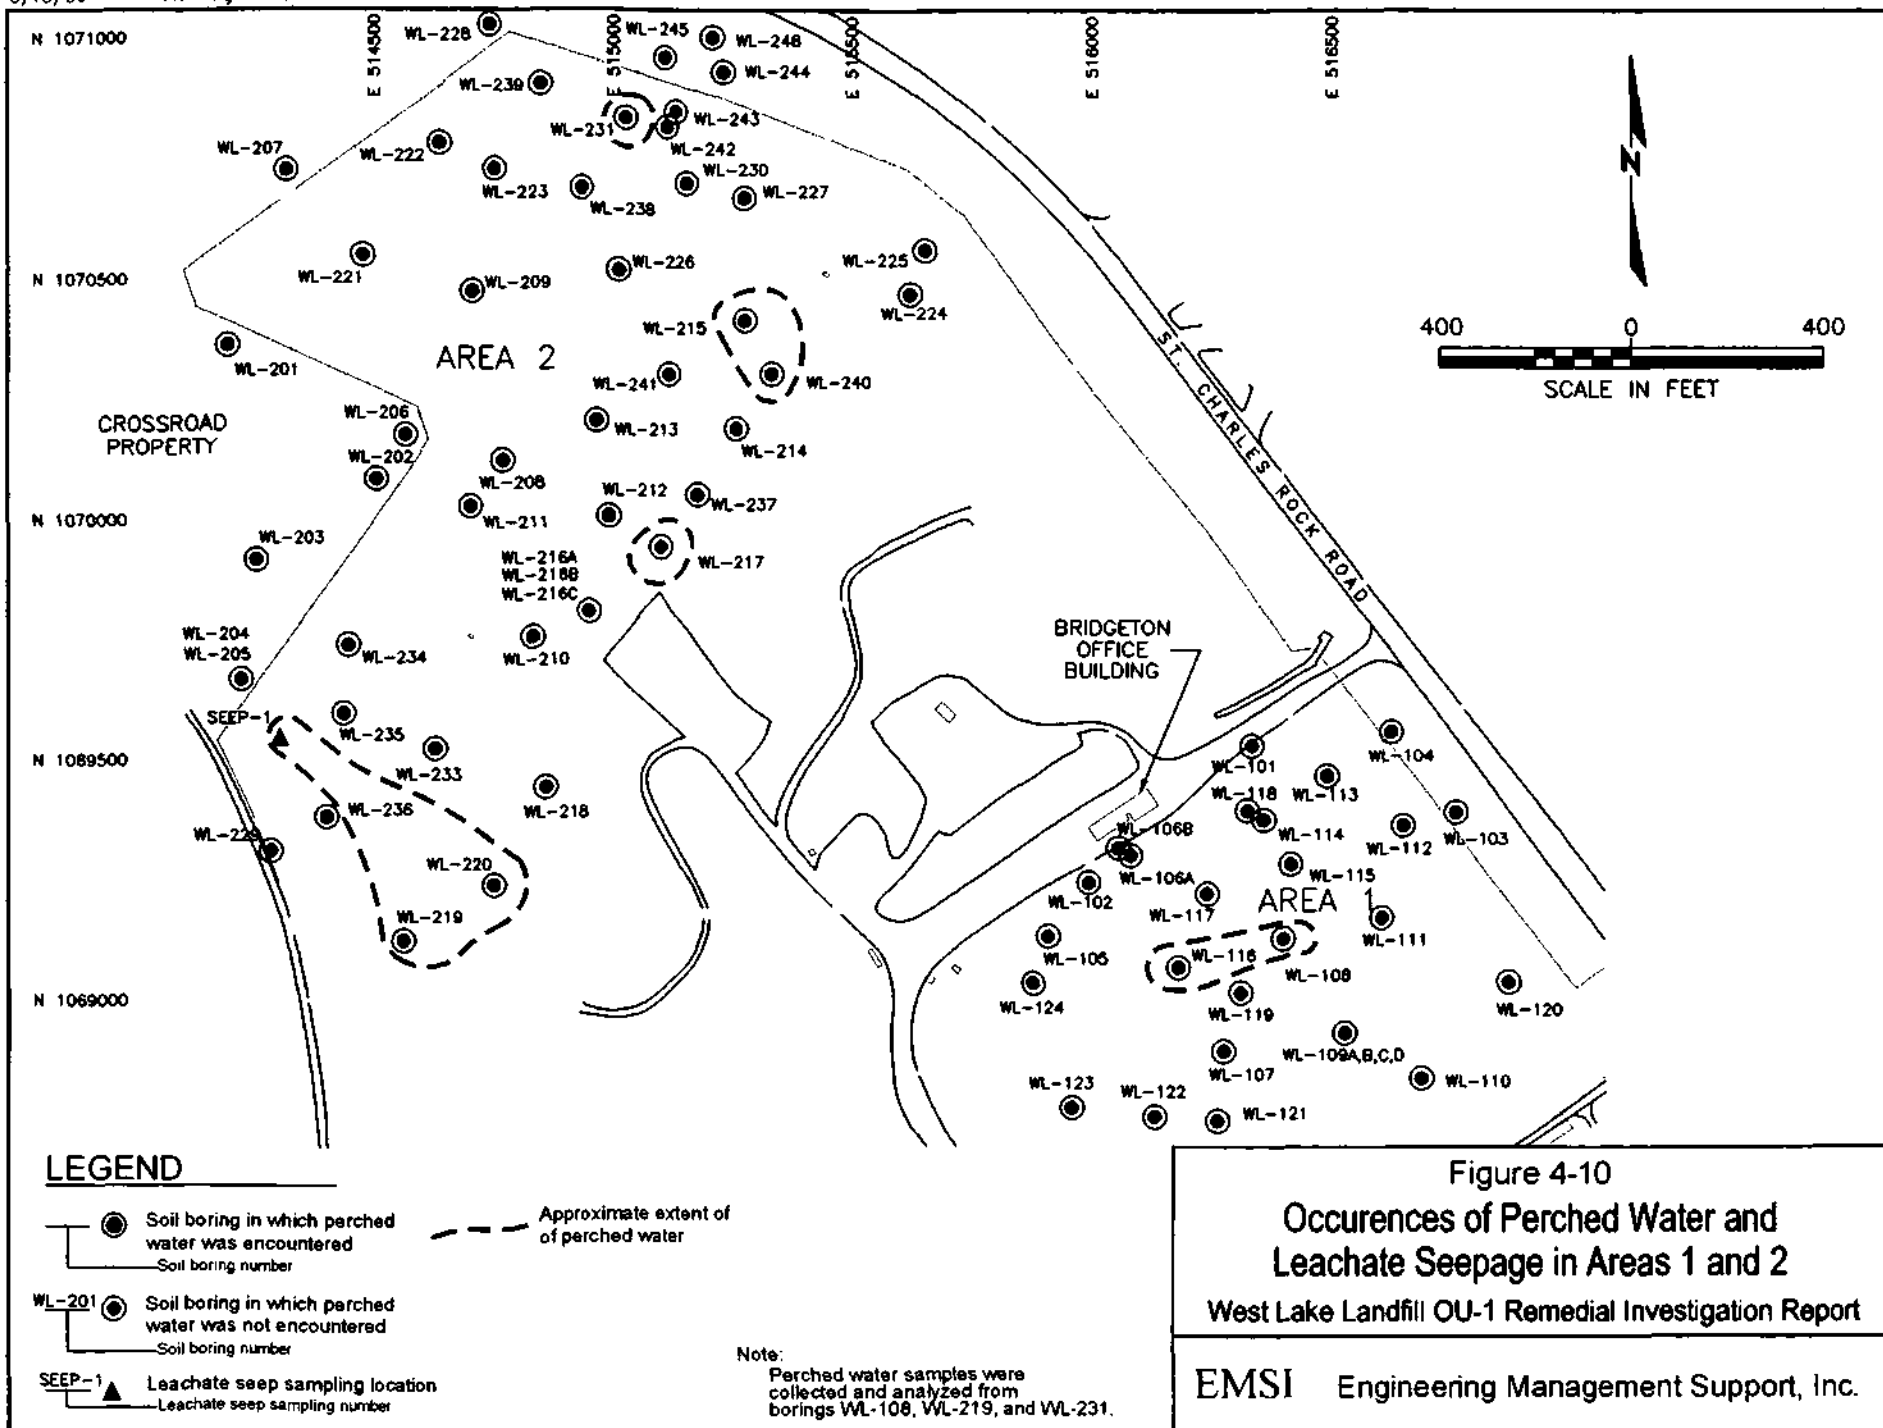 N 1071000
E 514500
E 515000
E 515500
E 516000
E 516500
WL-228
WL-245
WL-248
WL-244
WL-239
WL-231
WL-243
WL-242
WL-207
WL-222
WL-223
WL-238
WL-230
WL-227
N
WL-221
WL-226
WL-225
N 1070500
WL-209
WL-224
WL-215
400 0 400
SCALE IN FEET
WL-201
AREA 2
WL-241
WL-240
ST. CHARLES ROCK ROAD
CROSSROAD
PROPERTY
WL-206
WL-213
WL-214
WL-202
WL-208
WL-212
WL-237
N 1070000
WL-211
WL-203
WL-216A
WL-216B
WL-216C
WL-217
WL-204
WL-205
WL-234
WL-210
BRIDGETON
OFFICE
BUILDING
SEEP-1
WL-235
WL-104
N 1089500
WL-233
WL-101
WL-236
WL-218
WL-118
WL-113
WL-229
WL-106B
WL-114
WL-112
WL-103
WL-220
WL-106A
WL-115
WL-102
WL-117
AREA 1
WL-219
WL-105
WL-116
WL-108
WL-111
N 1069000
WL-124
WL-119
WL-120
WL-109A,B,C,D
WL-107
WL-110
WL-123
WL-122
WL-121
LEGEND
Soil boring in which perched
water was encountered
Soil boring number
Approximate extent of
of perched water
WL-201
Soil boring in which perched
water was not encountered
Soil boring number
SEEP-1
Leachate seep sampling location
Leachate seep sampling number
Note:
Perched water samples were
collected and analyzed from
borings WL-108, WL-219, and WL-231.
Figure 4-10
Occurences of Perched Water and
Leachate Seepage in Areas 1 and 2
West Lake Landfill OU-1 Remedial Investigation Report
EMSI Engineering Management Support, Inc.